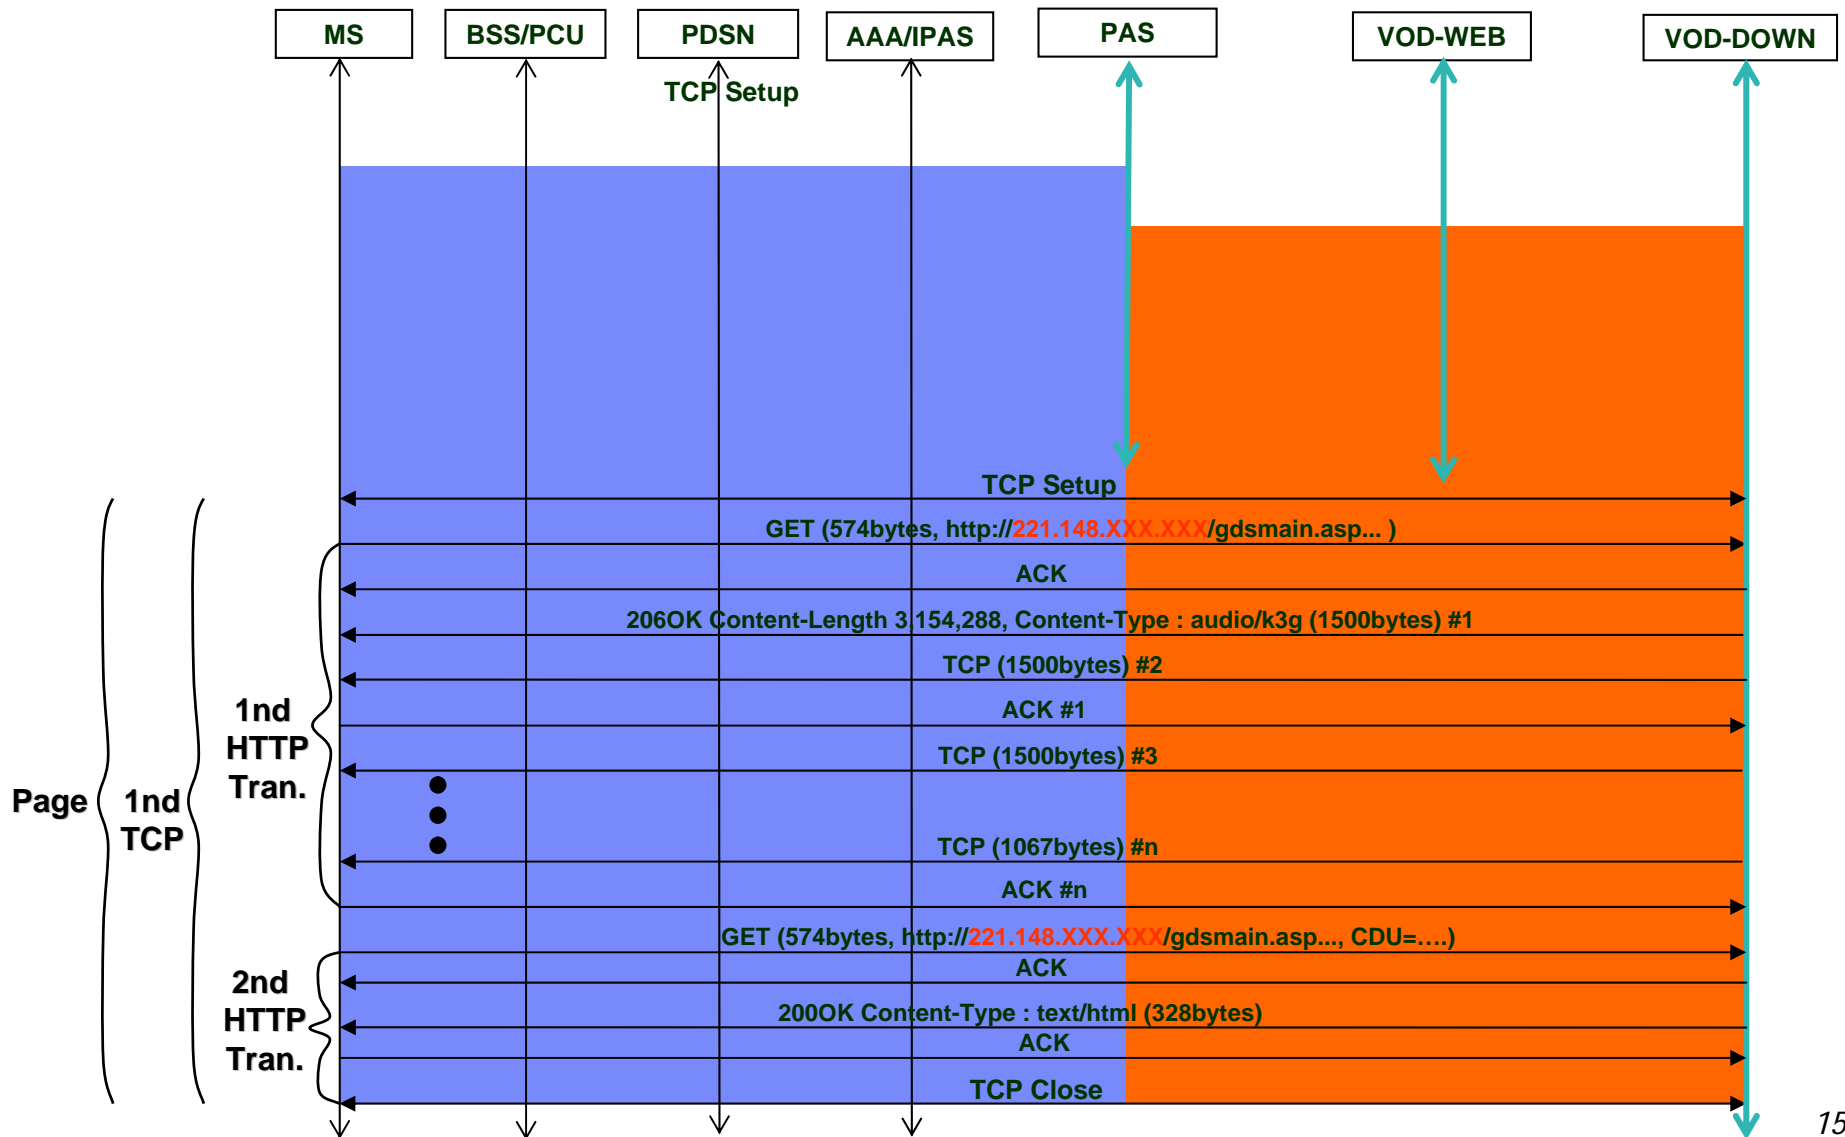 MS
BSS/PCU
PDSN
AAA/IPAS
PAS
VOD-WEB
VOD-DOWN
TCP Setup
TCP Setup
GET (574bytes, http://221.148.XXX.XXX/gdsmain.asp... )
ACK
206OK Content-Length 3,154,288, Content-Type : audio/k3g (1500bytes) #1
TCP (1500bytes) #2
ACK #1
TCP (1500bytes) #3
TCP (1067bytes) #n
ACK #n
GET (574bytes, http://221.148.XXX.XXX/gdsmain.asp..., CDU=….)
ACK
200OK Content-Type : text/html (328bytes)
ACK
TCP Close
Page
1nd
TCP
1nd
HTTP
Tran.
2nd
HTTP
Tran.
15